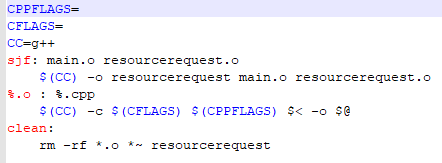 CPPFLAGS=
CFLAGS=
CC=g++
sjf: main.o resourcerequest.o
    $(CC) -o resourcerequest main.o resourcerequest.o
%.o : %.cpp
    $(CC) -c $(CFLAGS) $(CPPFLAGS) $< -o $@
clean:
    rm -rf *.o *~ resourcerequest